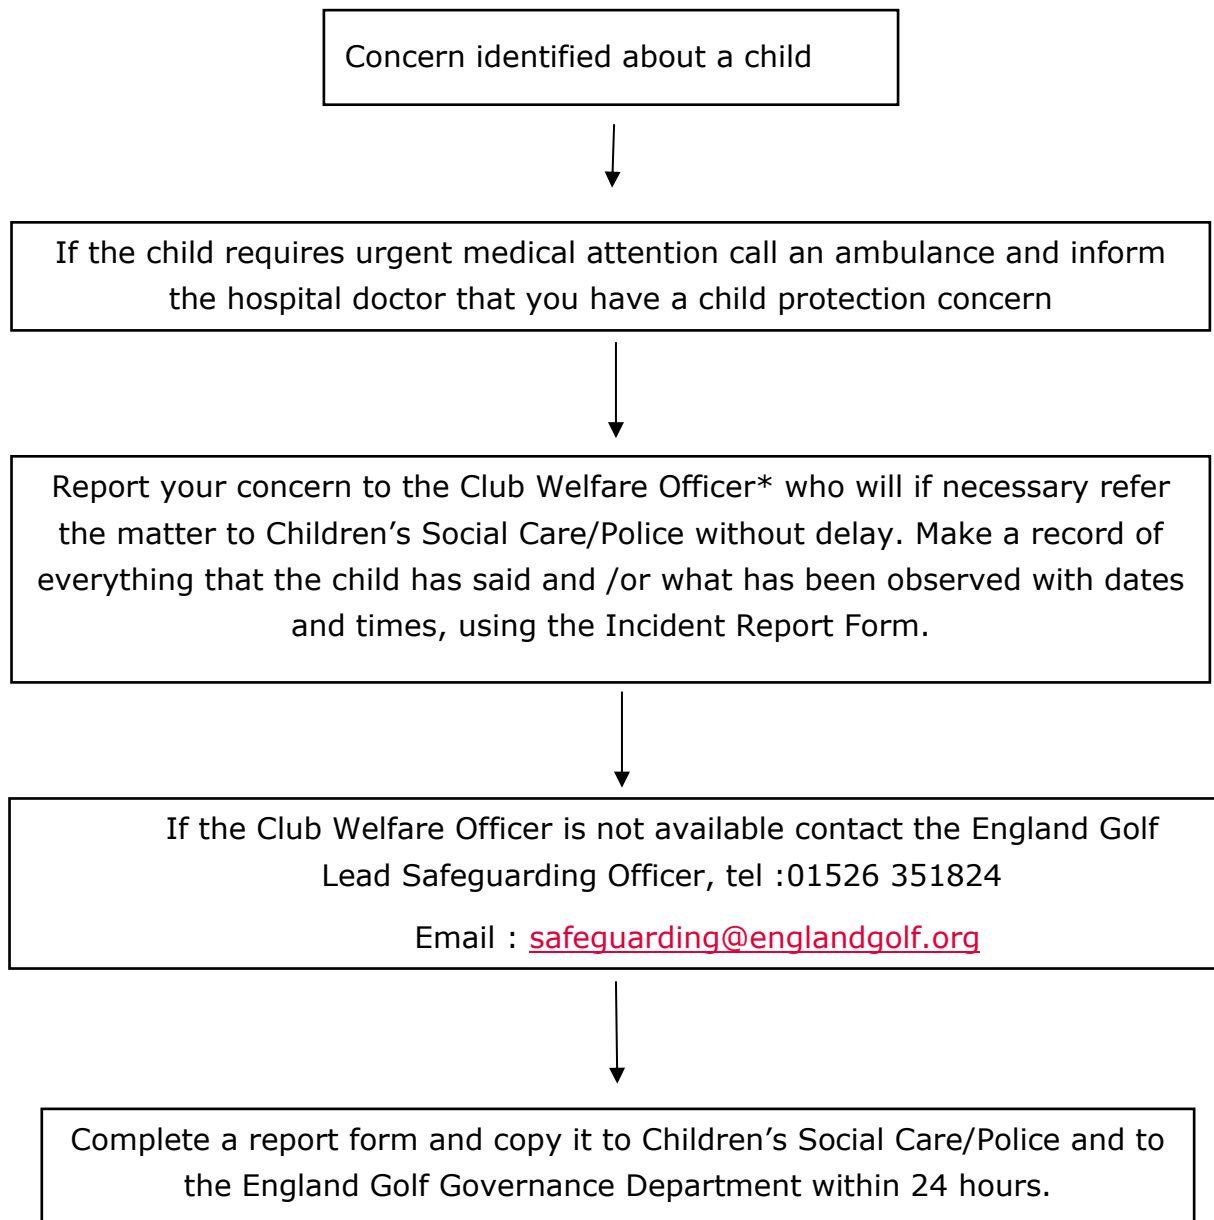 Concern identified about a child
If the child requires urgent medical attention call an ambulance and inform
the hospital doctor that you have a child protection concern
Report your concern to the Club Welfare Officer* who will if necessary refer
the matter to Children’s Social Care/Police without delay. Make a record of
everything that the child has said and /or what has been observed with dates
and times, using the Incident Report Form.
If the Club Welfare Officer is not available contact the England Golf
Lead Safeguarding Officer, tel :01526 351824
Email : safeguarding@englandgolf.org
Complete a report form and copy it to Children’s Social Care/Police and to
the England Golf Governance Department within 24 hours.